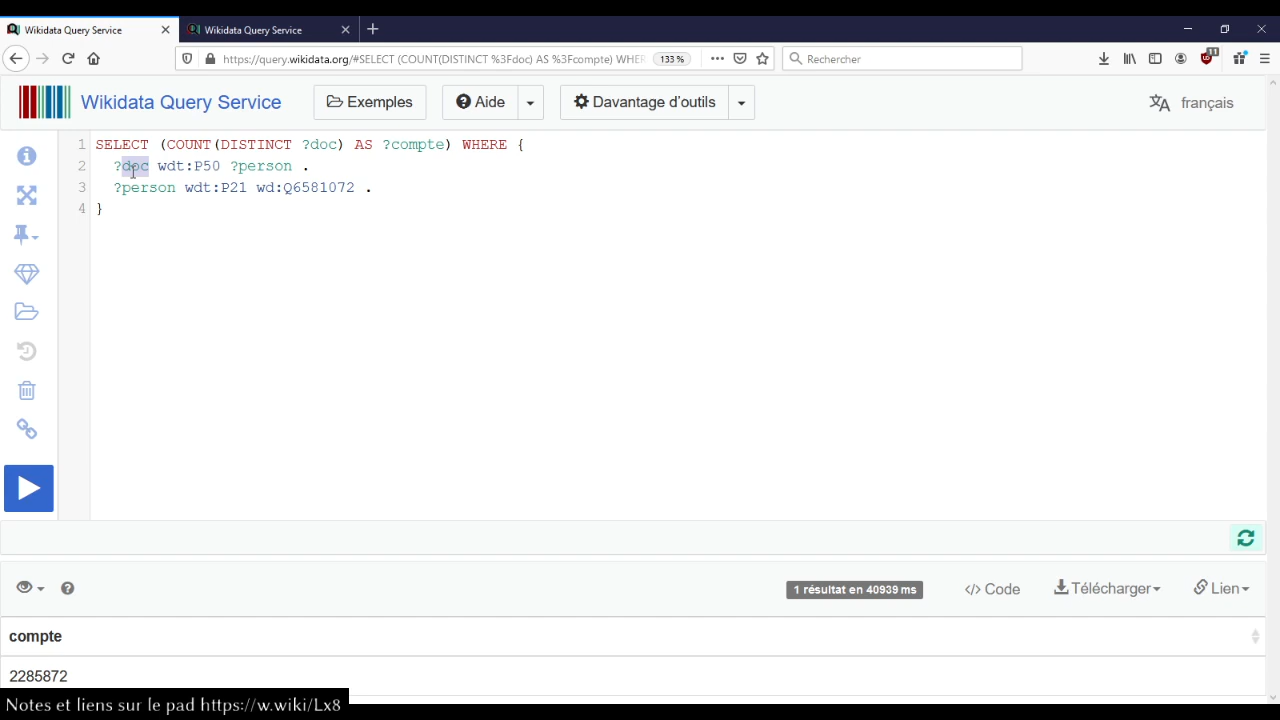 Wikidata Query Service
Wikidata Query Service
https://query.wikidata.org/#SELECT (COUNT(DISTINCT %3Fdoc) AS %3Fcompte) WHER
133 %
Rechercher
11
Wikidata Query Service
Exemples
Aide
Davantage d'outils
français
1 SELECT (COUNT(DISTINCT ?doc) AS ?compte) WHERE {
2 ?doc wdt:P50 ?person .
3 ?person wdt:P21 wd:Q6581072 .
4 }
1 résultat en 40939 ms
</> Code
Télécharger
Lien
compte
2285872
Notes et liens sur le pad https://w.wiki/Lx8